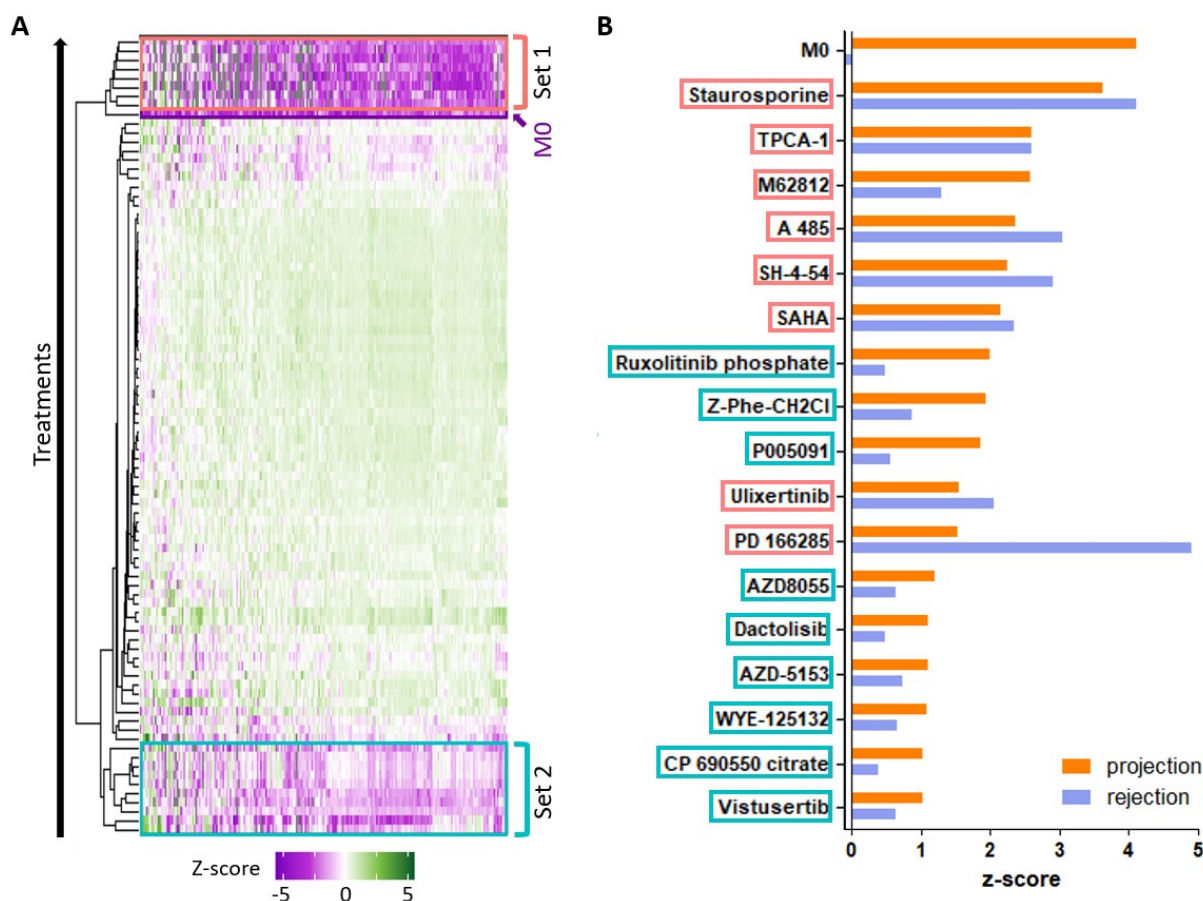 A
Treatments
Set 1
M0
Set 2
Z-score
-5 0 5
B
M0
Staurosporine
TPCA-1
M62812
A 485
SH-4-54
SAHA
Ruxolitinib phosphate
Z-Phe-CH2Cl
P005091
Ulixertinib
PD 166285
AZD8055
Dactolisib
AZD-5153
WYE-125132
CP 690550 citrate
Vistusertib
projection
rejection
0 1 2 3 4 5
z-score